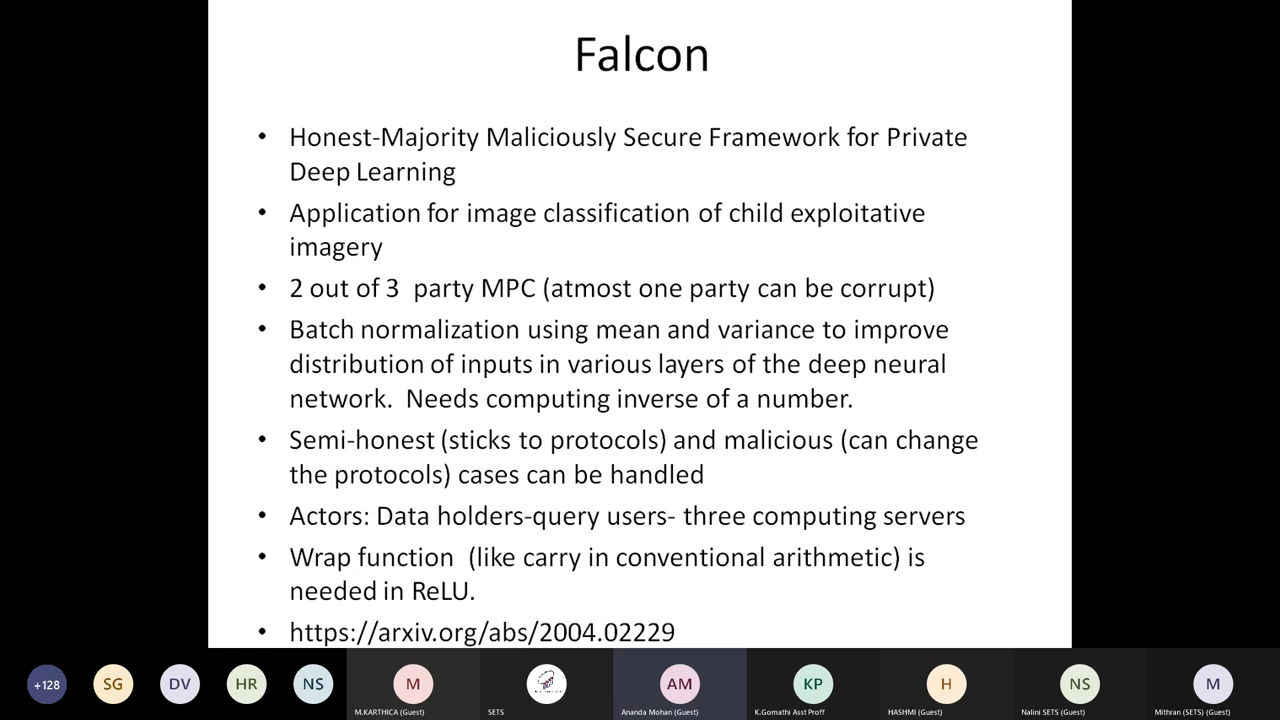 Falcon
• Honest-Majority Maliciously Secure Framework for Private
Deep Learning
• Application for image classification of child exploitative
imagery
• 2 out of 3  party MPC (atmost one party can be corrupt)
• Batch normalization using mean and variance to improve
distribution of inputs in various layers of the deep neural
network.  Needs computing inverse of a number.
• Semi-honest (sticks to protocols) and malicious (can change
the protocols) cases can be handled
• Actors: Data holders-query users- three computing servers
• Wrap function  (like carry in conventional arithmetic) is
needed in ReLU.
• https://arxiv.org/abs/2004.02229
+128 SG DV HR NS M AM KP H NS M
M.KARTHICA (Guest) SETS Ananda Mohan (Guest) K.Gomathi Asst Proff HASHMI (Guest) Nalini SETS (Guest) Mithran (SETS) (Guest)